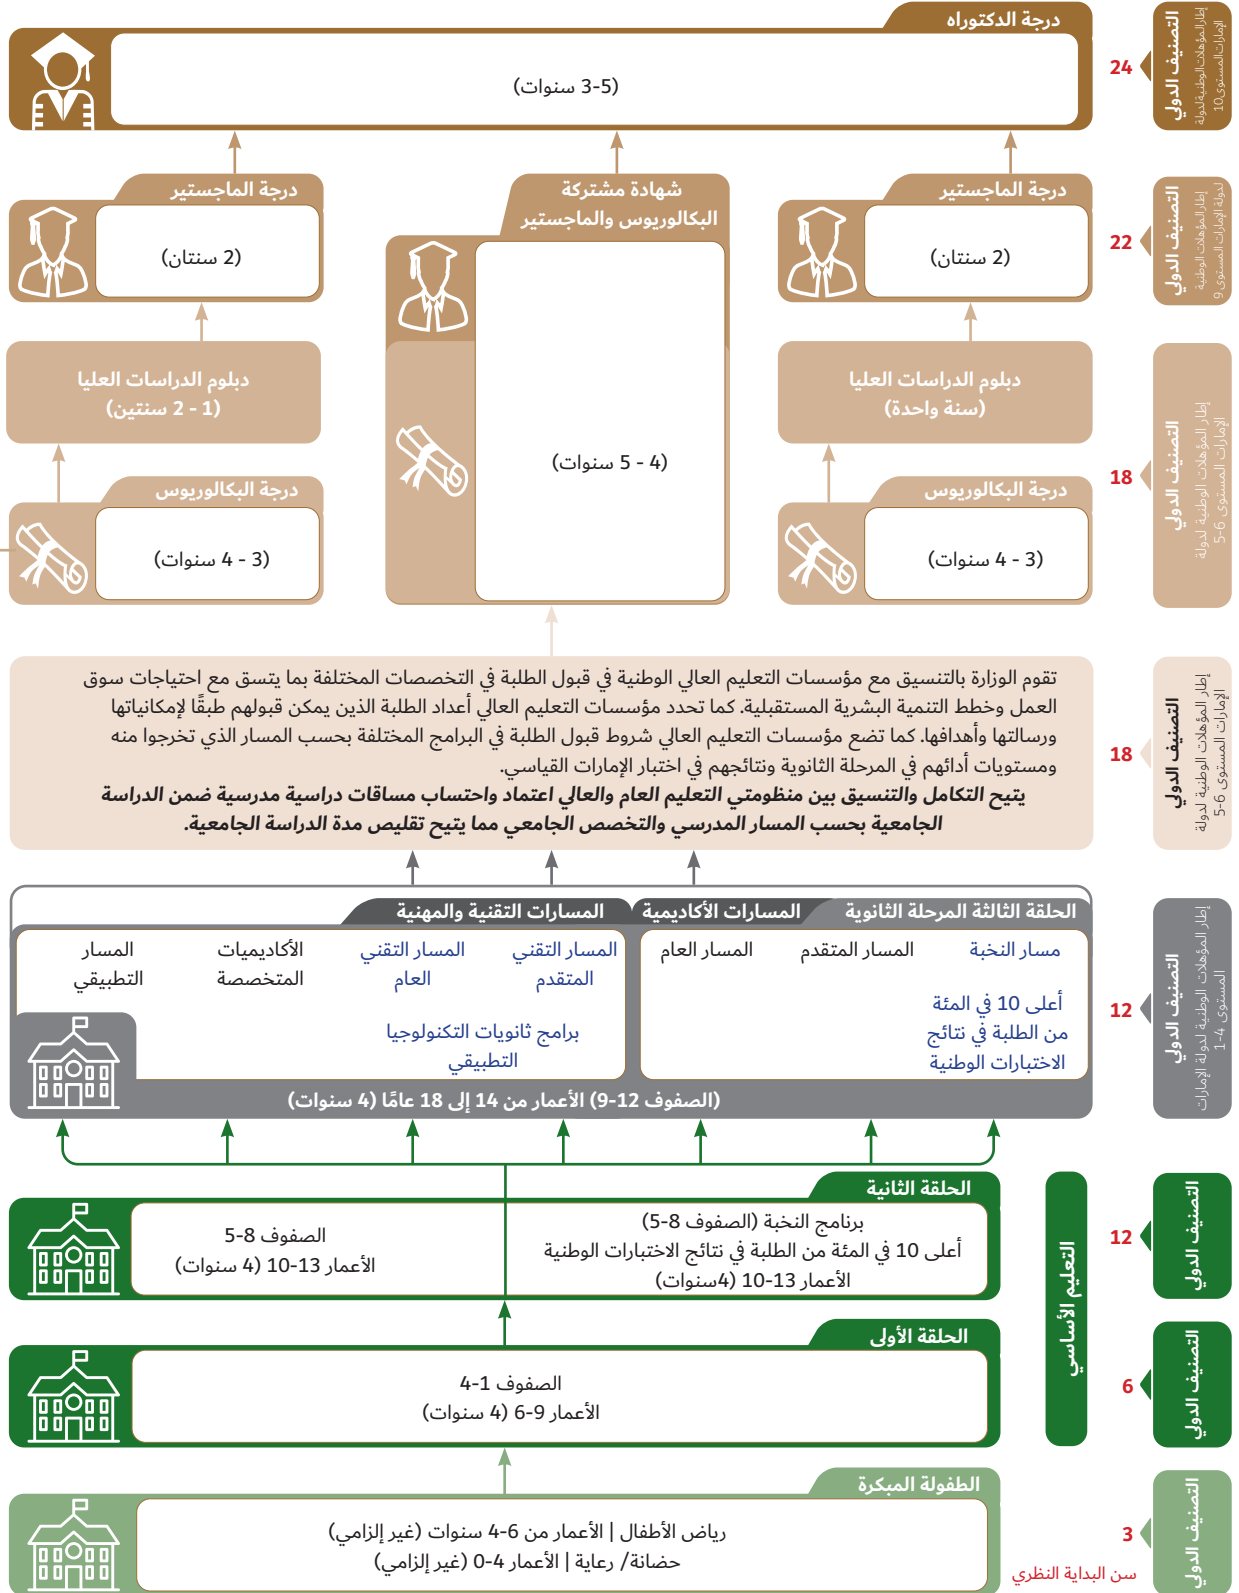 درجة الدكتوراه
(3-5 سنوات)
24
التصنيف الدولي
إطار المؤهلات الوطنية لدولة
الإمارات المستوى 10
درجة الماجستير
(2 سنتان)
شهادة مشتركة
البكالوريوس والماجستير
(4 - 5 سنوات)
درجة الماجستير
(2 سنتان)
22
التصنيف الدولي
إطار المؤهلات الوطنية
لدولة الإمارات المستوى 9
دبلوم الدراسات العليا
(سنة واحدة)
دبلوم الدراسات العليا
(1 - 2 سنتين)
درجة البكالوريوس
(3 - 4 سنوات)
درجة البكالوريوس
(3 - 4 سنوات)
18
التصنيف الدولي
إطار المؤهلات الوطنية لدولة
الإمارات المستوى 6-5
تقوم الوزارة بالتنسيق مع مؤسسات التعليم العالي الوطنية في قبول الطلبة في التخصصات المختلفة بما يتسق مع احتياجات سوق
العمل وخطط التنمية البشرية المستقبلية. كما تحدد مؤسسات التعليم العالي أعداد الطلبة الذين يمكن قبولهم طبقًا لإمكانياتها
ورسالتها وأهدافها. كما تضع مؤسسات التعليم العالي شروط قبول الطلبة في البرامج المختلفة بحسب المسار الذي تخرجوا منه
ومستويات أدائهم في المرحلة الثانوية ونتائجهم في اختبار الإمارات القياسي.
يتيح التكامل والتنسيق بين منظومتي التعليم العام والعالي اعتماد واحتساب مساقات دراسية مدرسية ضمن الدراسة
الجامعية بحسب المسار المدرسي والتخصص الجامعي مما يتيح تقليص مدة الدراسة الجامعية.
18
التصنيف الدولي
إطار المؤهلات الوطنية لدولة
الإمارات المستوى 6-5
الحلقة الثالثة المرحلة الثانوية
المسارات الأكاديمية
المسارات التقنية والمهنية
مسار النخبة
أعلى 10 في المئة
من الطلبة في نتائج
الاختبارات الوطنية
المسار المتقدم
المسار العام
المسار التقني
المتقدم
المسار التقني
العام
برامج ثانويات التكنولوجيا
التطبيقي
الأكاديميات
المتخصصة
المسار
التطبيقي
(الصفوف 12-9) الأعمار من 14 إلى 18 عامًا (4 سنوات)
12
التصنيف الدولي
إطار المؤهلات الوطنية لدولة الإمارات
المستوى 4-1
الحلقة الثانية
برنامج النخبة (الصفوف 8-5)
أعلى 10 في المئة من الطلبة في نتائج الاختبارات الوطنية
الأعمار 13-10 (4سنوات)
الصفوف 8-5
الأعمار 13-10 (4 سنوات)
12
التصنيف الدولي
التعليم الأساسي
الحلقة الأولى
الصفوف 1-4
الأعمار 9-6 (4 سنوات)
6
التصنيف الدولي
الطفولة المبكرة
رياض الأطفال | الأعمار من 6-4 سنوات (غير إلزامي)
حضانة/ رعاية | الأعمار 4-0 (غير إلزامي)
3
سن البداية النظري
التصنيف الدولي